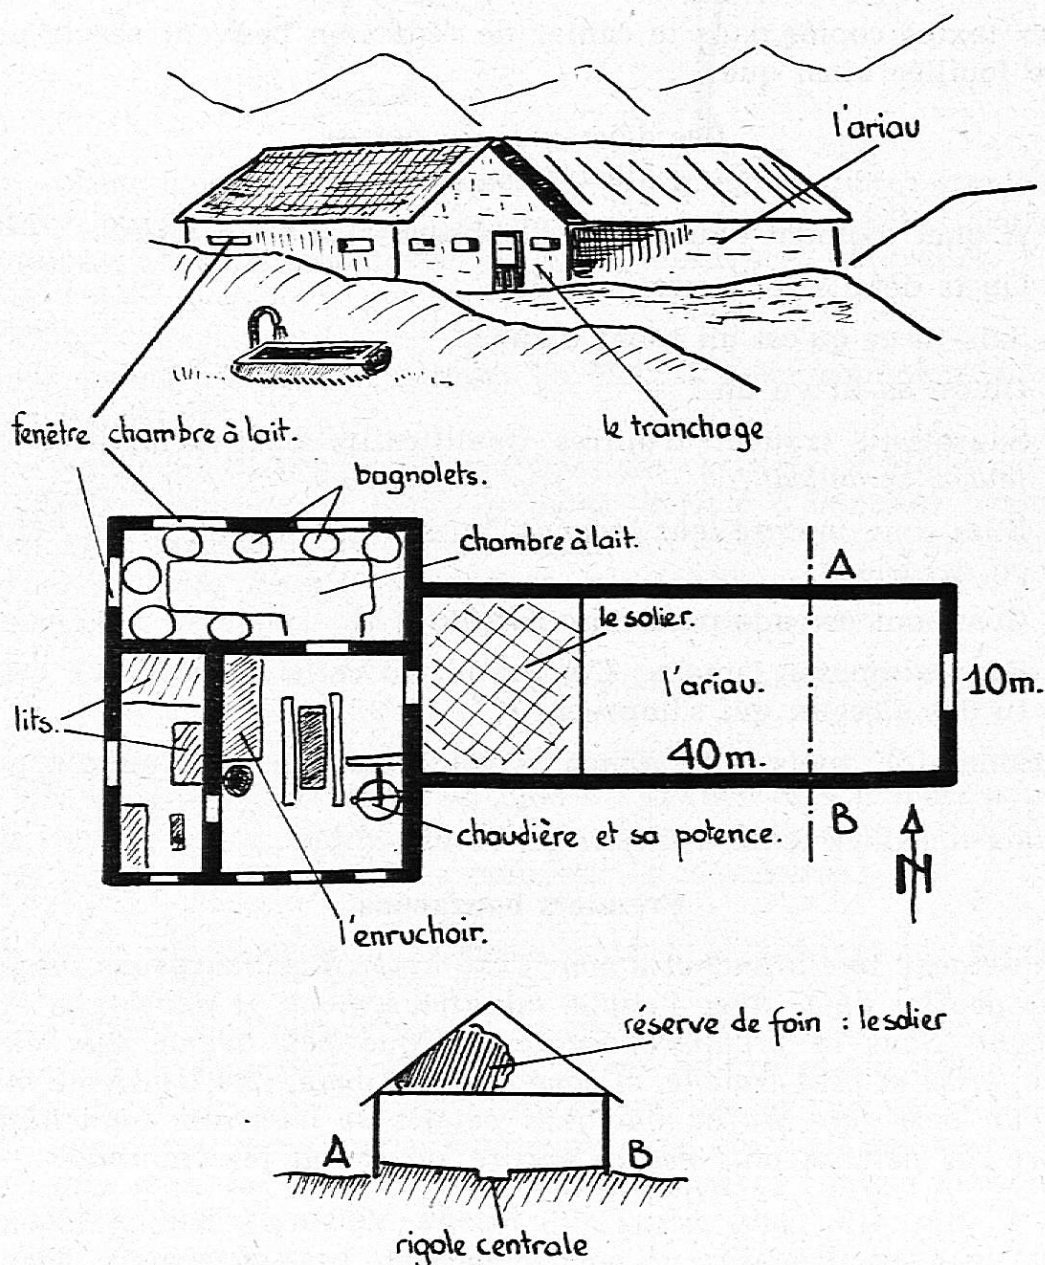 l'ariau
fenêtre chambre à lait.
le tranchage
bagnolets.
chambre à lait.
A
le solier.
lits.
l'ariau.
10m.
40m.
chaudière et sa potence.
B
N
l'enruchoir.
réserve de foin : le solier
A
B
rigole centrale